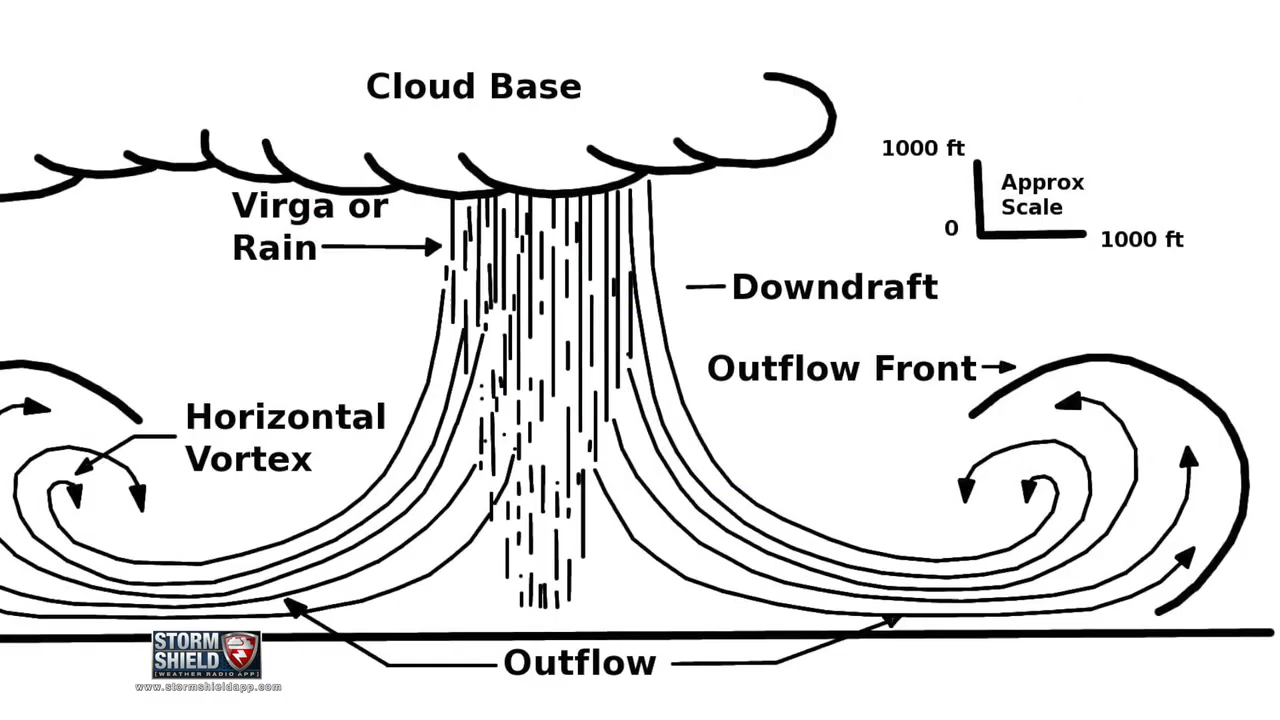 Cloud Base
1000 ft
Approx
Scale
0
1000 ft
Virga or
Rain
Downdraft
Outflow Front
Horizontal
Vortex
Outflow
STORM
SHIELD
[WEATHER RADIO APP]
www.stormshieldapp.com